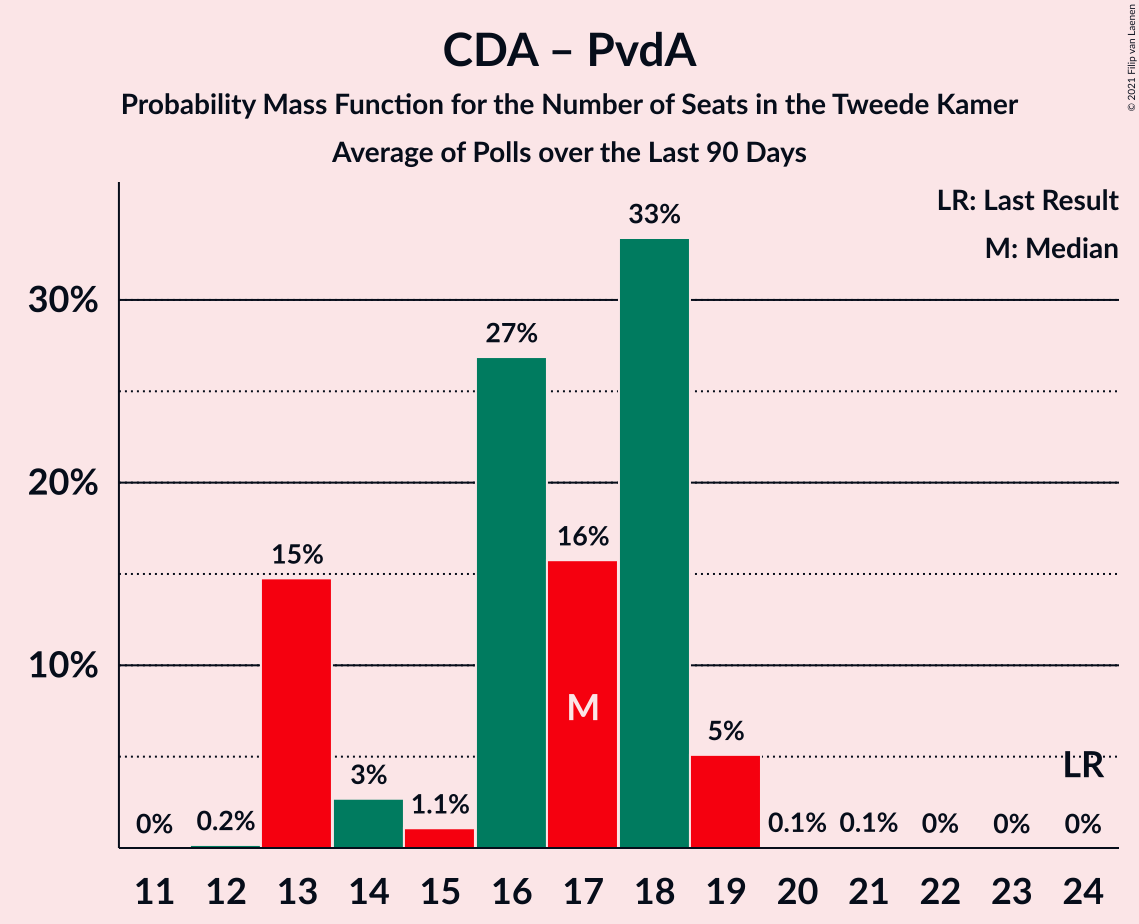 CDA – PvdA
Probability Mass Function for the Number of Seats in the Tweede Kamer
Average of Polls over the Last 90 Days
© 2021 Filip van Laenen
LR: Last Result
M: Median
33%
30%
27%
20%
16%
15%
10%
M
5%
LR
3%
1.1%
0% 0.2% 0.1% 0.1% 0% 0% 0%
11 12 13 14 15 16 17 18 19 20 21 22 23 24